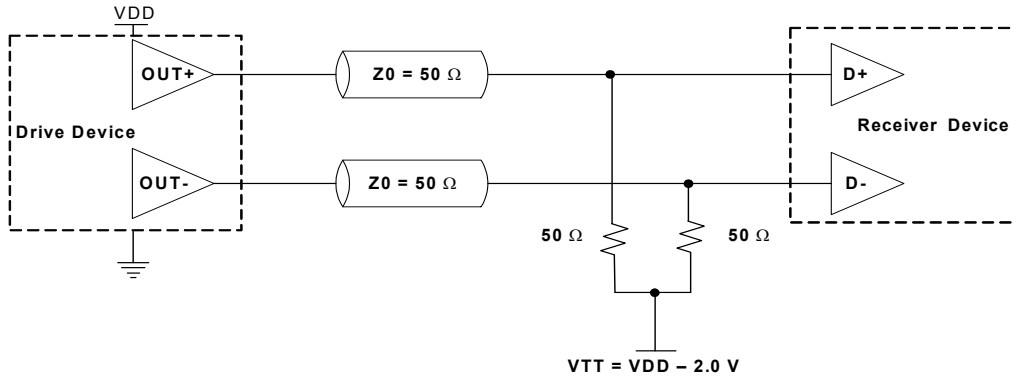 VDD
OUT+
Z0 = 50 Ω
D+
Drive Device
Receiver Device
OUT-
Z0 = 50 Ω
D-
50 Ω
50 Ω
VTT = VDD – 2.0 V